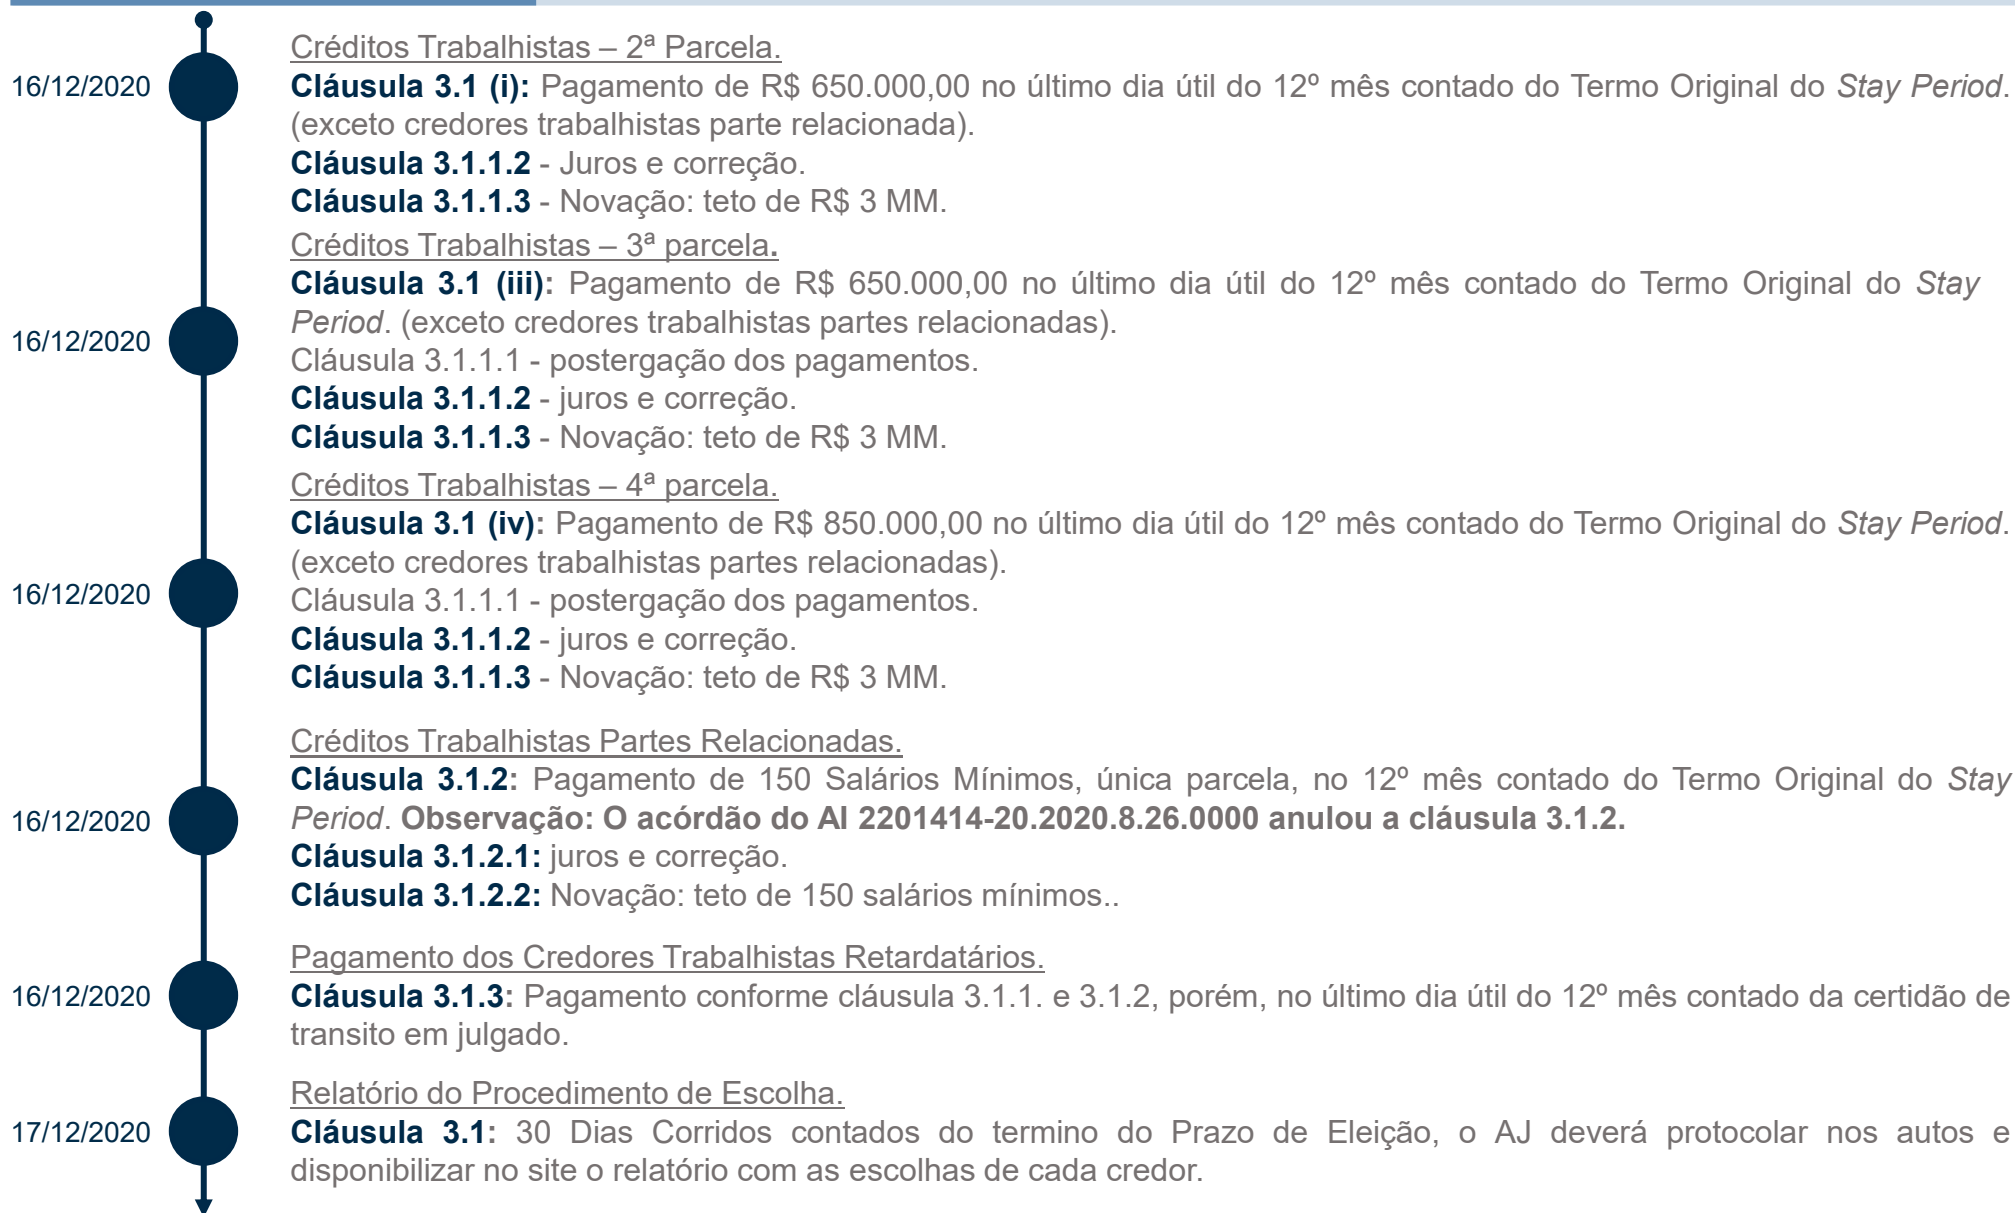 Créditos Trabalhistas – 2ª Parcela.
16/12/2020
Cláusula 3.1 (i): Pagamento de R$ 650.000,00 no último dia útil do 12º mês contado do Termo Original do Stay Period.
(exceto credores trabalhistas parte relacionada).
Cláusula 3.1.1.2 - Juros e correção.
Cláusula 3.1.1.3 - Novação: teto de R$ 3 MM.
Créditos Trabalhistas – 3ª parcela.
Cláusula 3.1 (iii): Pagamento de R$ 650.000,00 no último dia útil do 12º mês contado do Termo Original do Stay
16/12/2020
Period. (exceto credores trabalhistas partes relacionadas).
Cláusula 3.1.1.1 - postergação dos pagamentos.
Cláusula 3.1.1.2 - juros e correção.
Cláusula 3.1.1.3 - Novação: teto de R$ 3 MM.
Créditos Trabalhistas – 4ª parcela.
Cláusula 3.1 (iv): Pagamento de R$ 850.000,00 no último dia útil do 12º mês contado do Termo Original do Stay Period.
(exceto credores trabalhistas partes relacionadas).
16/12/2020
Cláusula 3.1.1.1 - postergação dos pagamentos.
Cláusula 3.1.1.2 - juros e correção.
Cláusula 3.1.1.3 - Novação: teto de R$ 3 MM.
Créditos Trabalhistas Partes Relacionadas.
Cláusula 3.1.2: Pagamento de 150 Salários Mínimos, única parcela, no 12º mês contado do Termo Original do Stay
16/12/2020
Period. Observação: O acórdão do AI 2201414-20.2020.8.26.0000 anulou a cláusula 3.1.2.
Cláusula 3.1.2.1: juros e correção.
Cláusula 3.1.2.2: Novação: teto de 150 salários mínimos..
Pagamento dos Credores Trabalhistas Retardatários.
16/12/2020
Cláusula 3.1.3: Pagamento conforme cláusula 3.1.1. e 3.1.2, porém, no último dia útil do 12º mês contado da certidão de
transito em julgado.
Relatório do Procedimento de Escolha.
17/12/2020
Cláusula 3.1: 30 Dias Corridos contados do termino do Prazo de Eleição, o AJ deverá protocolar nos autos e
disponibilizar no site o relatório com as escolhas de cada credor.